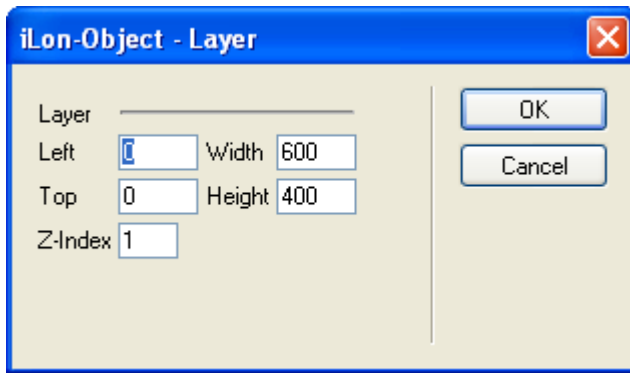 iLon-Object - Layer
Layer
OK
Left 0 Width 600
Cancel
Top 0 Height 400
Z-Index 1